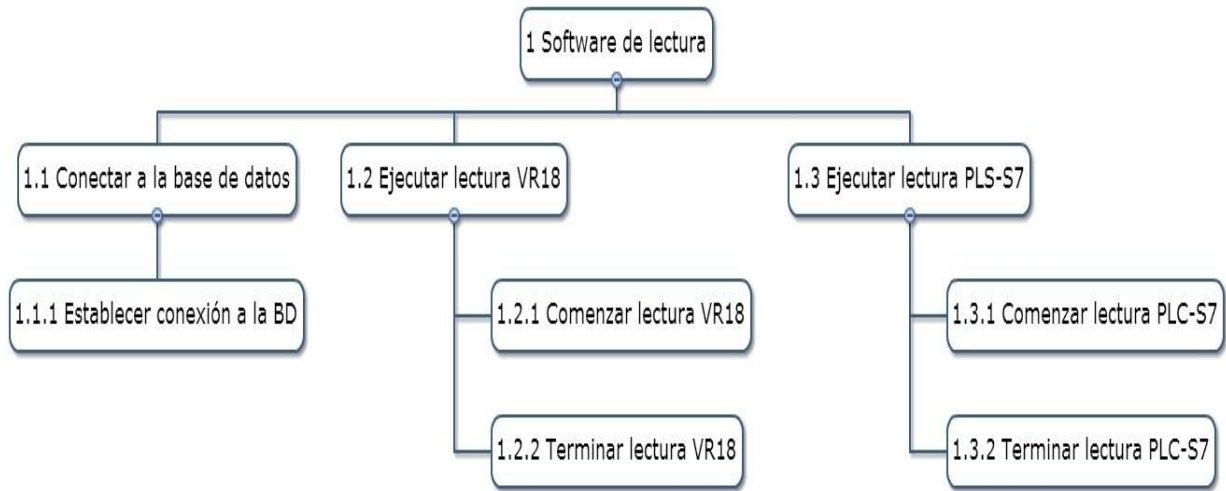 1 Software de lectura
1.1 Conectar a la base de datos
1.2 Ejecutar lectura VR18
1.3 Ejecutar lectura PLS-S7
1.1.1 Establecer conexión a la BD
1.2.1 Comenzar lectura VR18
1.3.1 Comenzar lectura PLC-S7
1.2.2 Terminar lectura VR18
1.3.2 Terminar lectura PLC-S7